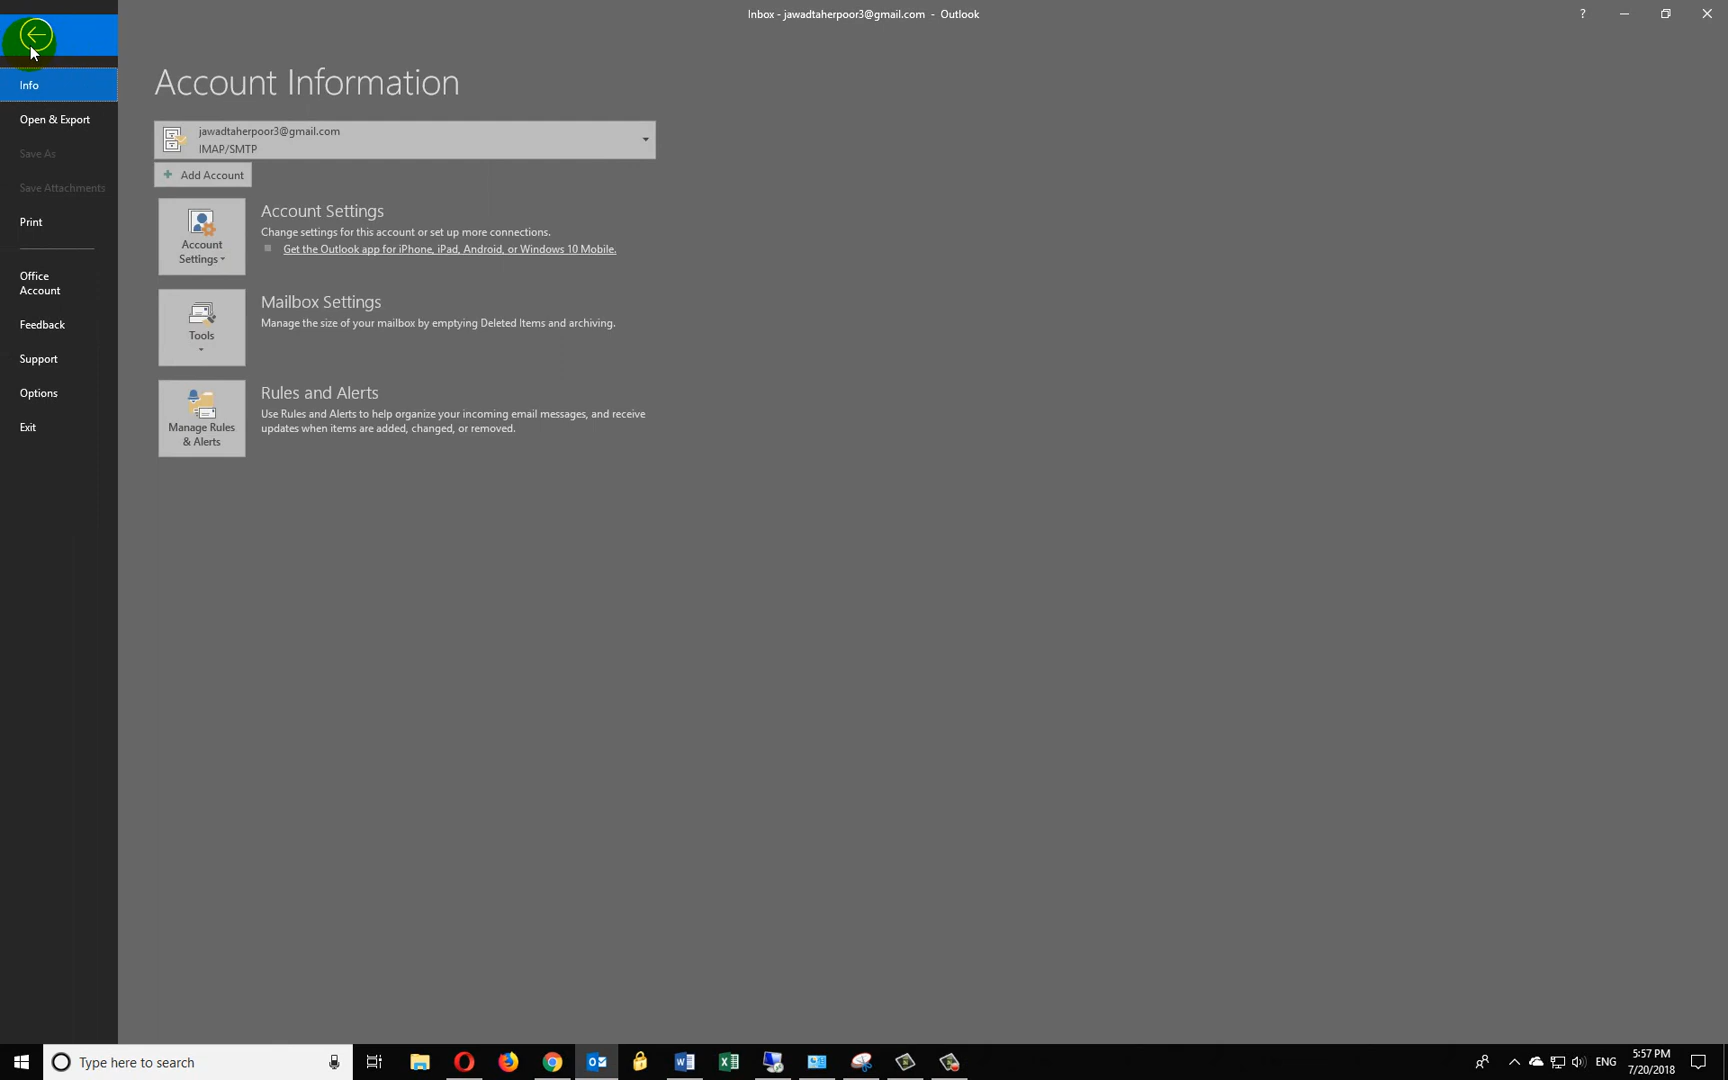 Inbox - jawadtaherpoor3@gmail.com - Outlook
?
Info
Open & Export
Save As
Save Attachments
Print
Office
Account
Feedback
Support
Options
Exit
Account Information
jawadtaherpoor3@gmail.com
IMAP/SMTP
Add Account
Account
Settings
Account Settings
Change settings for this account or set up more connections.
Get the Outlook app for iPhone, iPad, Android, or Windows 10 Mobile.
Tools
Mailbox Settings
Manage the size of your mailbox by emptying Deleted Items and archiving.
Manage Rules
& Alerts
Rules and Alerts
Use Rules and Alerts to help organize your incoming email messages, and receive
updates when items are added, changed, or removed.
Type here to search
ENG
5:57 PM
7/20/2018